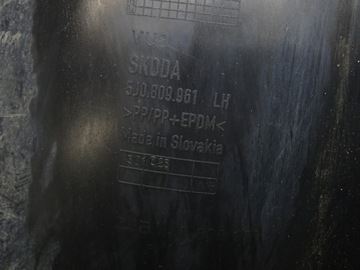 SKODA
5J0.809.961 LH
>PP/PP+EPDM<
Made in Slovakia